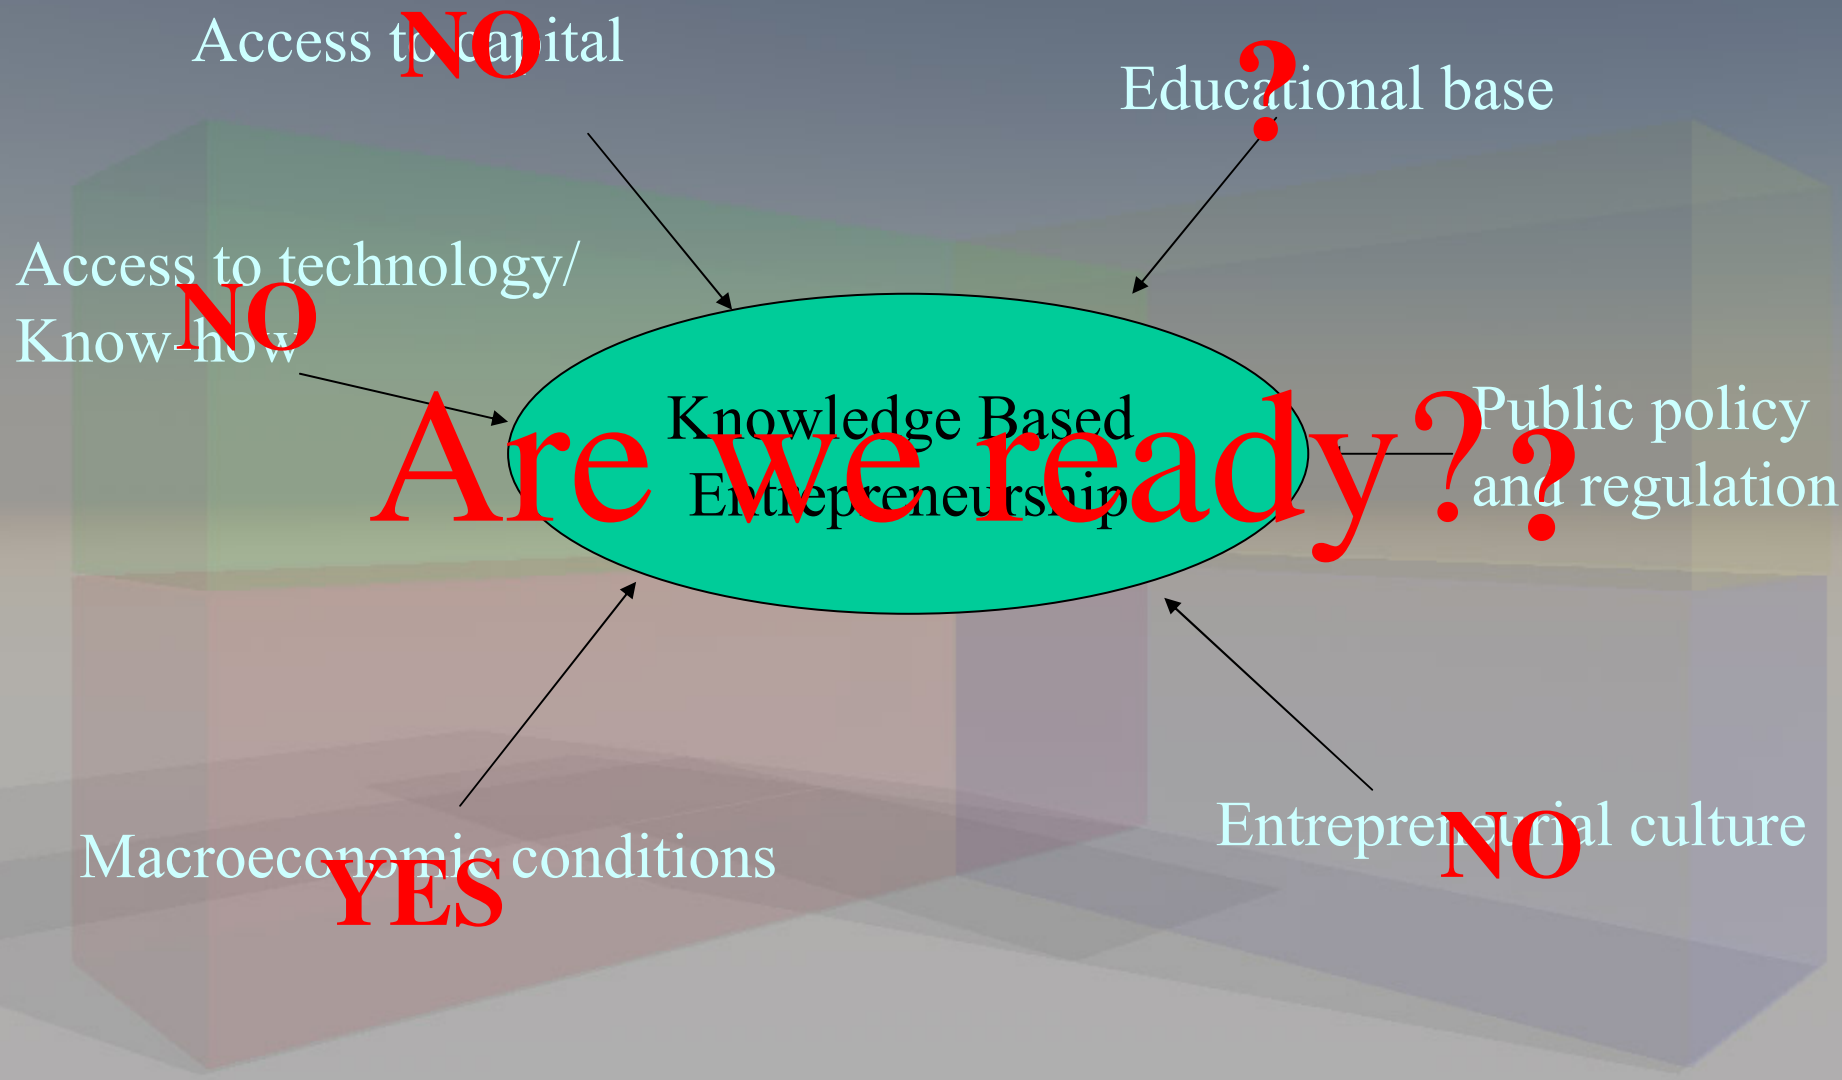 Access to capital
NO
Educational base
?
Access to technology/
Know-how
NO
Knowledge Based
Entrepreneurship
Are we ready?
Public policy
and regulation
?
Macroeconomic conditions
YES
Entrepreneurial culture
NO